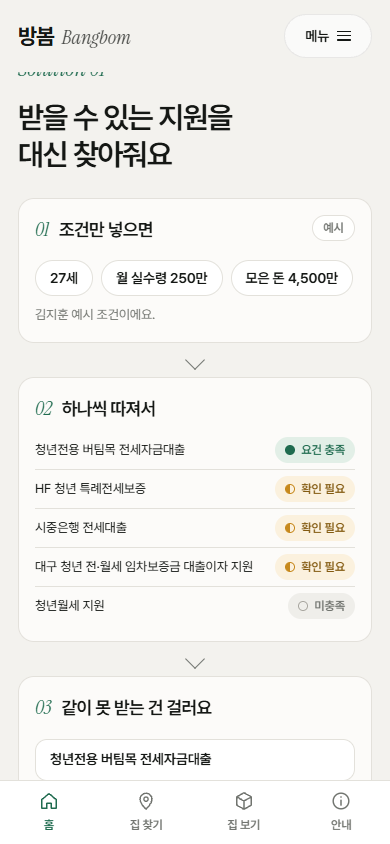 방봄 Bangbom
메뉴
Solution 01
받을 수 있는 지원을
대신 찾아줘요
01 조건만 넣으면
예시
27세
월 실수령 250만
모은 돈 4,500만
김지훈 예시 조건이에요.
02 하나씩 따져서
청년전용 버팀목 전세자금대출
요건 충족
HF 청년 특례전세보증
확인 필요
시중은행 전세대출
확인 필요
대구 청년 전·월세 임차보증금 대출이자 지원
확인 필요
청년월세 지원
미충족
03 같이 못 받는 건 걸러요
청년전용 버팀목 전세자금대출
홈
집 찾기
집 보기
안내